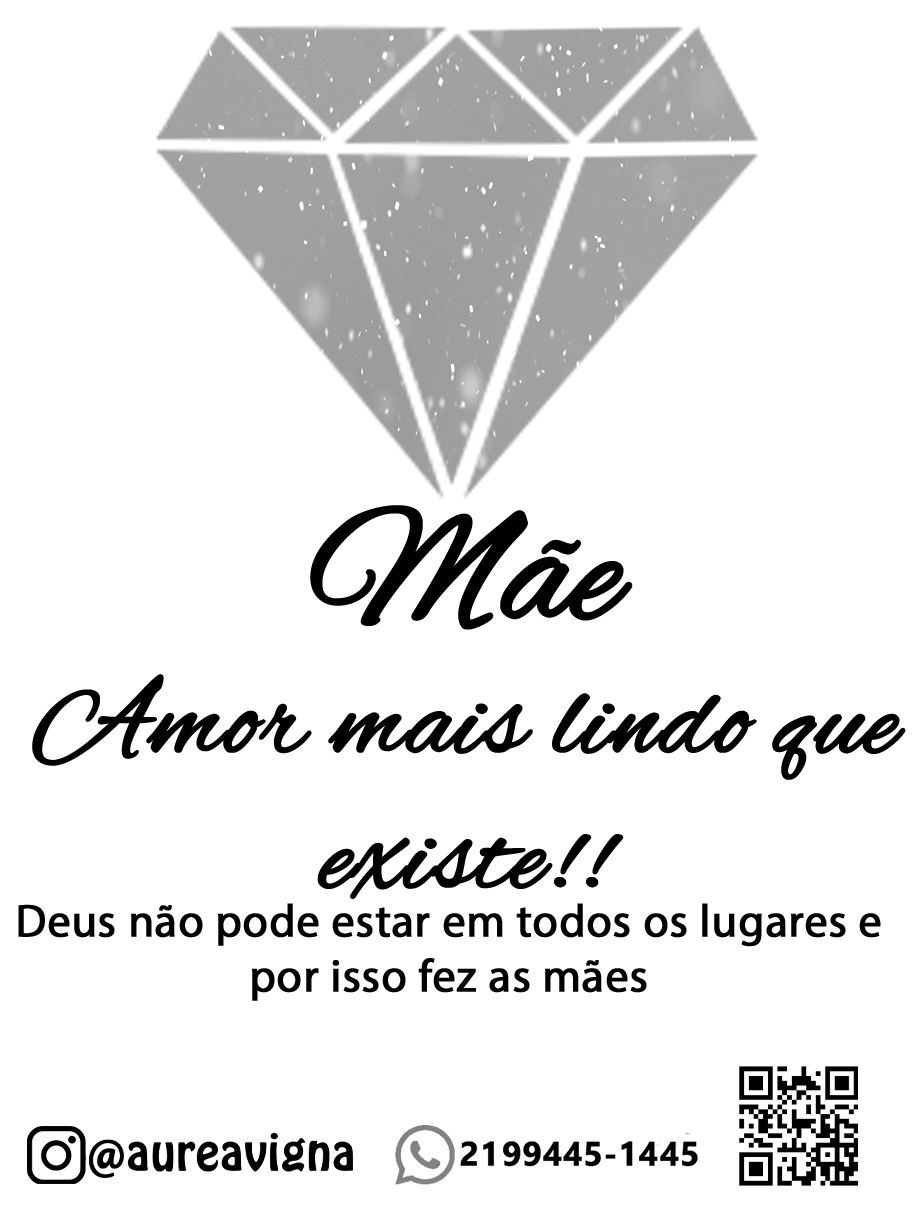 Mãe
Amor mais lindo que
existe!!
Deus não pode estar em todos os lugares e
por isso fez as mães
@aureavigna 2199445-1445